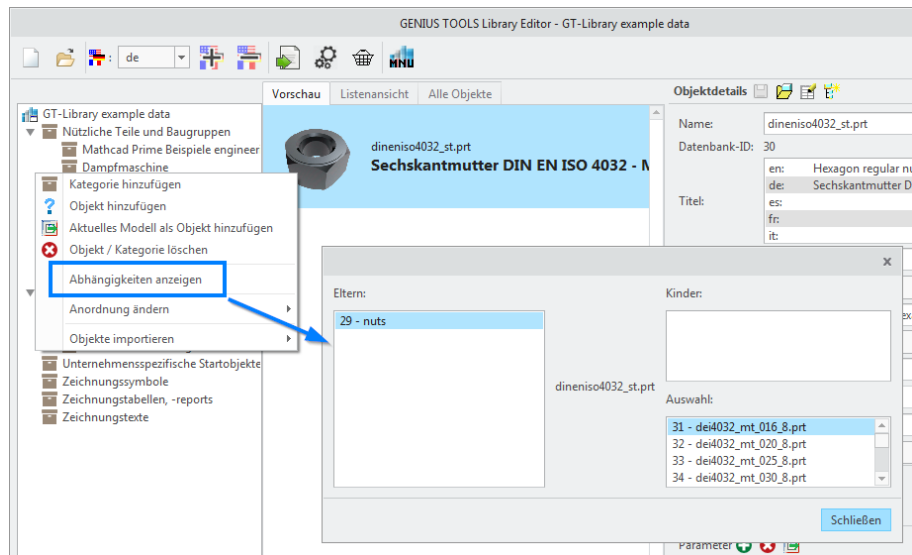 GENIUS TOOLS Library Editor - GT-Library example data
: de
MNU
Vorschau Listenansicht Alle Objekte
Objektdetails
GT-Library example data
Nützliche Teile und Baugruppen
Mathcad Prime Beispiele engineer
Dampfmaschine
Kategorie hinzufügen
Objekt hinzufügen
Aktuelles Modell als Objekt hinzufügen
Objekt / Kategorie löschen
Abhängigkeiten anzeigen
Anordnung ändern
Objekte importieren
Unternehmensspezifische Startobjekte
Zeichnungssymbole
Zeichnungstabellen, -reports
Zeichnungstexte
dineniso4032_st.prt
Sechskantmutter DIN EN ISO 4032 - M
Name: dineniso4032_st.prt
Datenbank-ID: 30
Titel:
en: Hexagon regular nu
de: Sechskantmutter D
es:
fr:
it:
x
Eltern:
29 - nuts
dineniso4032_st.prt
Kinder:
Auswahl:
31 - dei4032_mt_016_8.prt
32 - dei4032_mt_020_8.prt
33 - dei4032_mt_025_8.prt
34 - dei4032_mt_030_8.prt
Schließen
Parameter